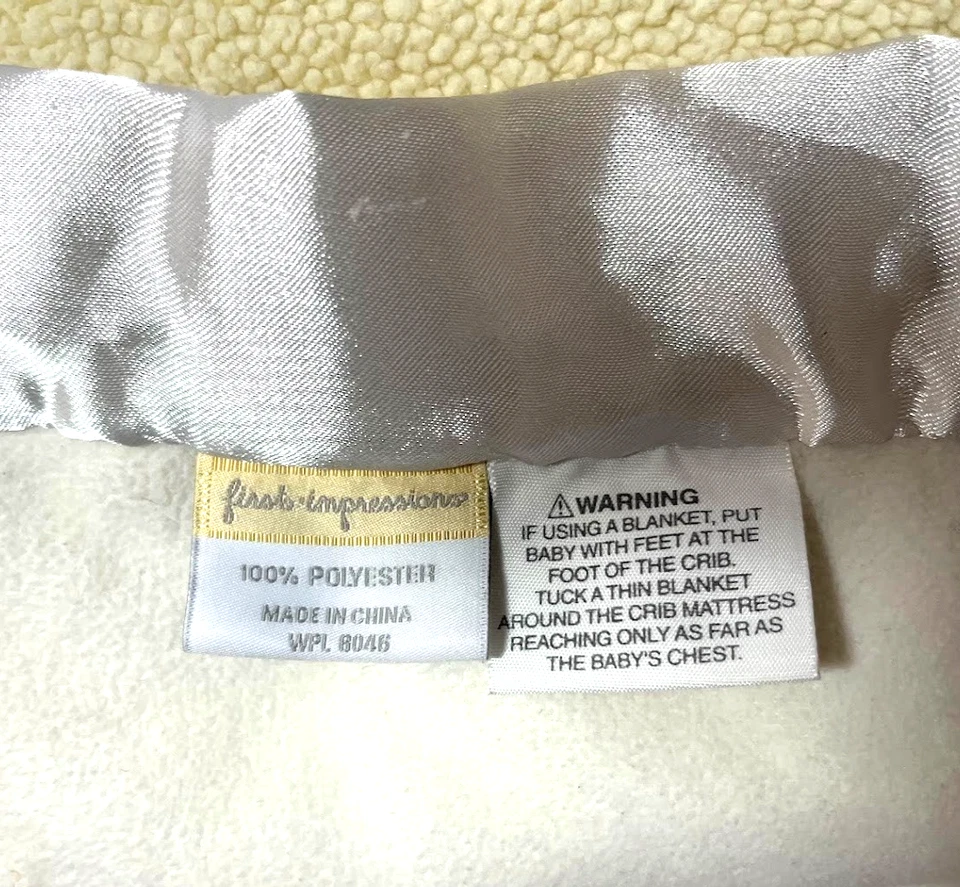 first·impressions
100% POLYESTER
MADE IN CHINA
WPL 8046
⚠WARNING
IF USING A BLANKET, PUT
BABY WITH FEET AT THE
FOOT OF THE CRIB.
TUCK A THIN BLANKET
AROUND THE CRIB MATTRESS
REACHING ONLY AS FAR AS
THE BABY'S CHEST.